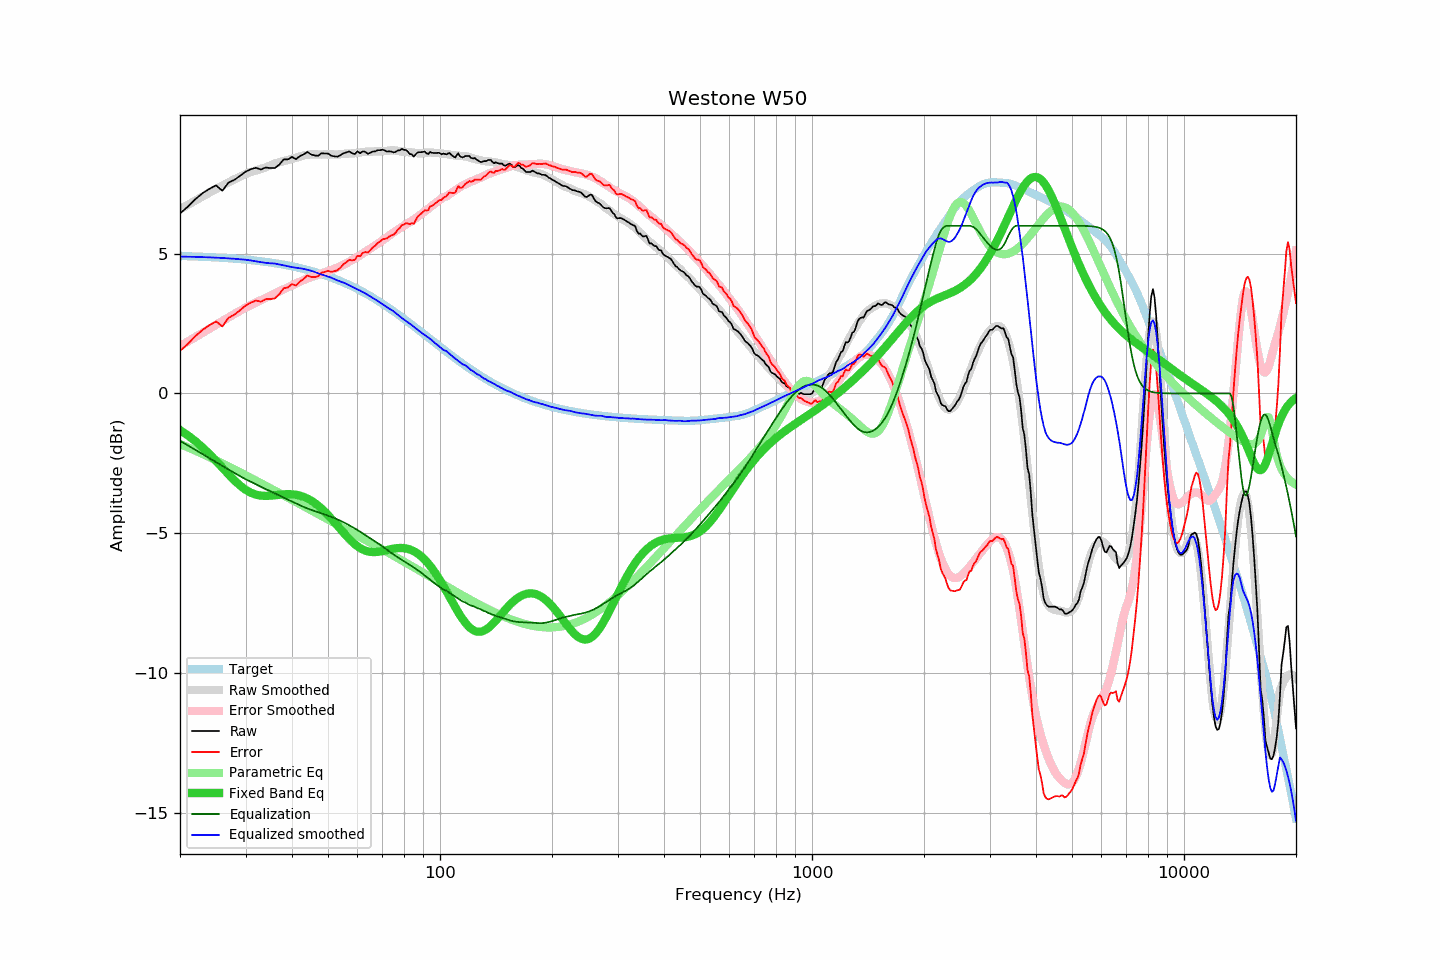 Westone W50
Amplitude (dBr)
5
0
−5
−10
−15
Target
Raw Smoothed
Error Smoothed
Raw
Error
Parametric Eq
Fixed Band Eq
Equalization
Equalized smoothed
100
1000
10000
Frequency (Hz)